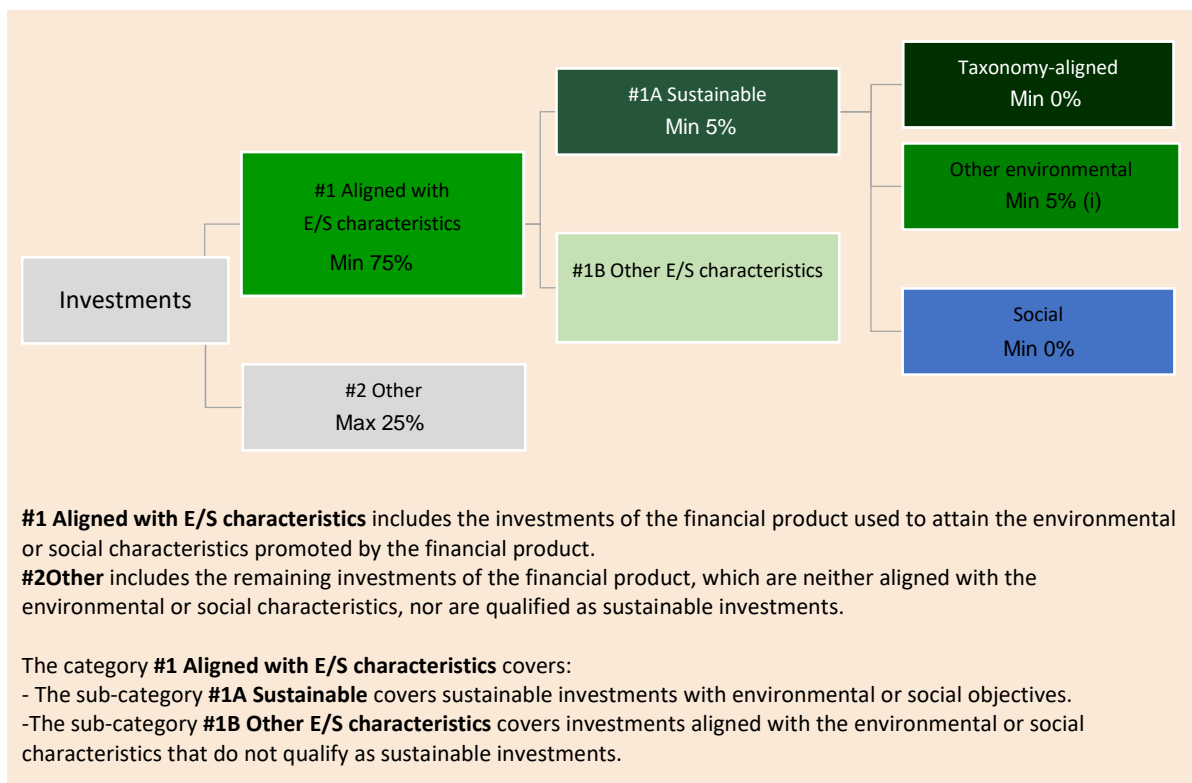 Investments
#1 Aligned with
E/S characteristics
Min 75%
#2 Other
Max 25%
#1A Sustainable
Min 5%
#1B Other E/S characteristics
Taxonomy-aligned
Min 0%
Other environmental
Min 5% (i)
Social
Min 0%
#1 Aligned with E/S characteristics includes the investments of the financial product used to attain the environmental
or social characteristics promoted by the financial product.
#2Other includes the remaining investments of the financial product, which are neither aligned with the
environmental or social characteristics, nor are qualified as sustainable investments.
The category #1 Aligned with E/S characteristics covers:
- The sub-category #1A Sustainable covers sustainable investments with environmental or social objectives.
-The sub-category #1B Other E/S characteristics covers investments aligned with the environmental or social
characteristics that do not qualify as sustainable investments.